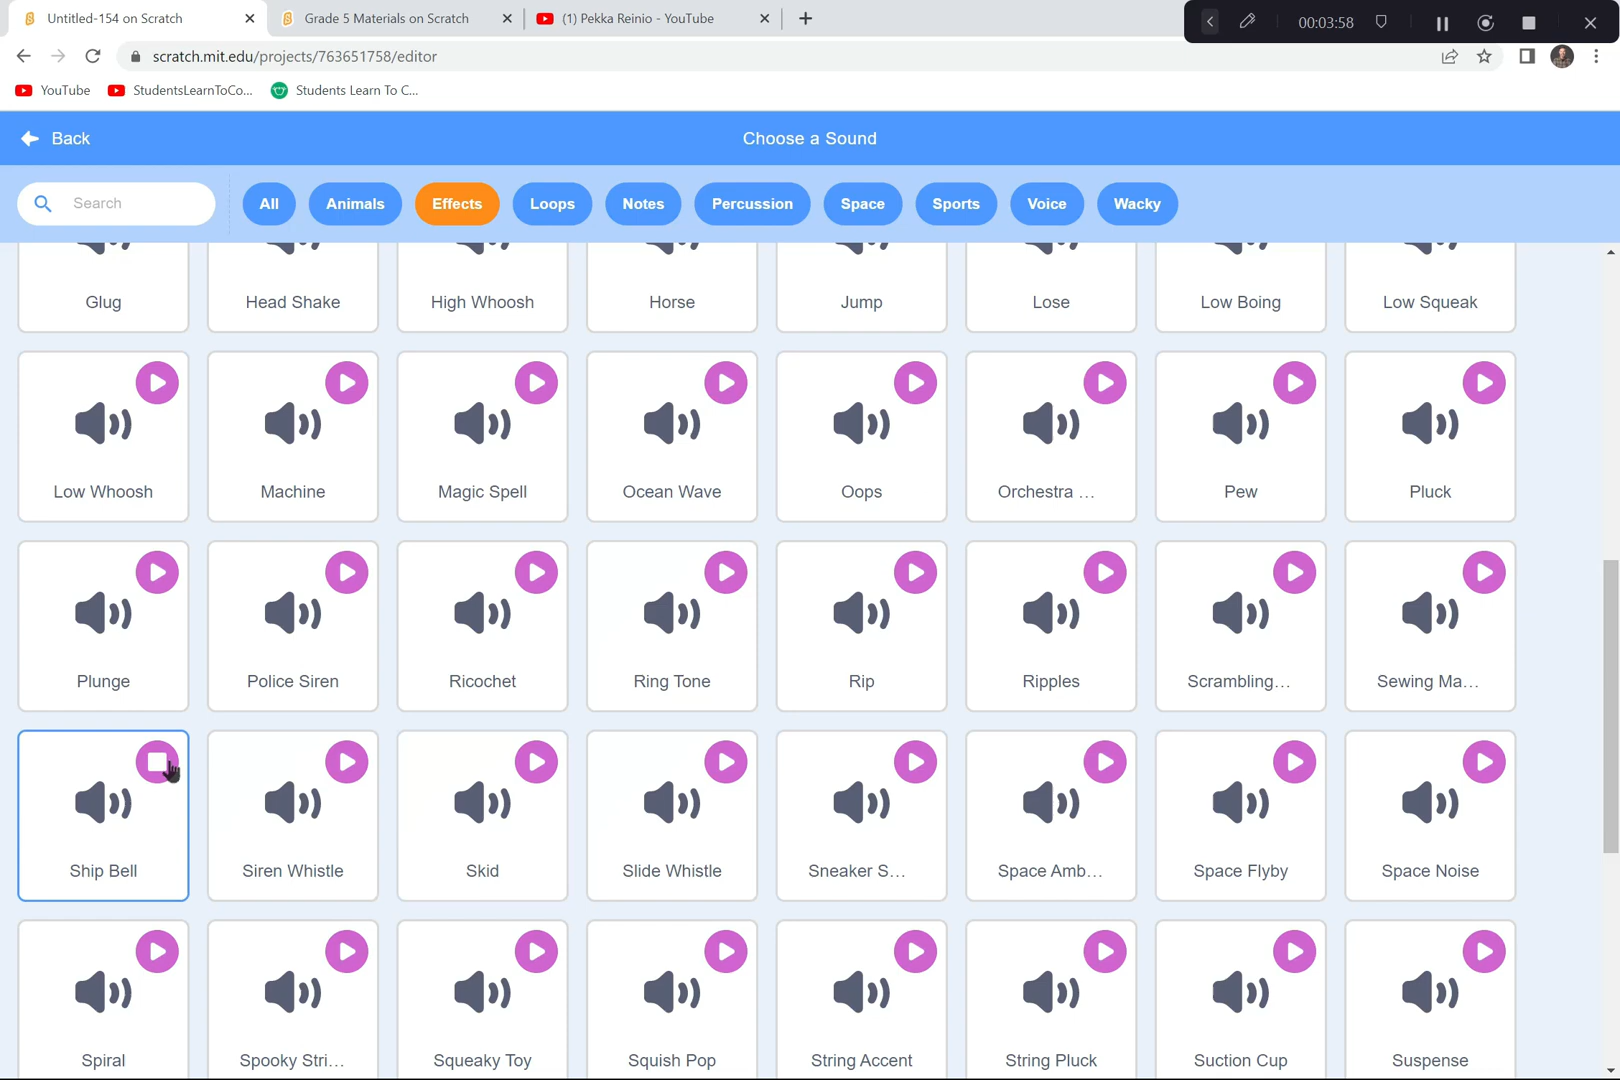 Untitled-154 on Scratch
Grade 5 Materials on Scratch
(1) Pekka Reinio - YouTube
00:03:58
scratch.mit.edu/projects/763651758/editor
YouTube
StudentsLearnToCo...
Students Learn To C...
Back
Choose a Sound
Search
All
Animals
Effects
Loops
Notes
Percussion
Space
Sports
Voice
Wacky
Glug
Head Shake
High Whoosh
Horse
Jump
Lose
Low Boing
Low Squeak
Low Whoosh
Machine
Magic Spell
Ocean Wave
Oops
Orchestra ...
Pew
Pluck
Plunge
Police Siren
Ricochet
Ring Tone
Rip
Ripples
Scrambling...
Sewing Ma...
Ship Bell
Siren Whistle
Skid
Slide Whistle
Sneaker S...
Space Amb...
Space Flyby
Space Noise
Spiral
Spooky Stri...
Squeaky Toy
Squish Pop
String Accent
String Pluck
Suction Cup
Suspense